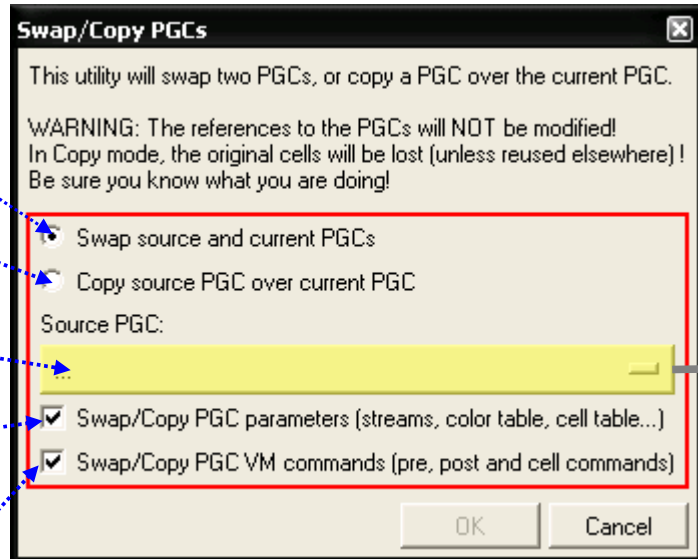 Swap/Copy PGCs
This utility will swap two PGCs, or copy a PGC over the current PGC.
WARNING: The references to the PGCs will NOT be modified!
In Copy mode, the original cells will be lost (unless reused elsewhere) !
Be sure you know what you are doing!
Swap source and current PGCs
Copy source PGC over current PGC
Source PGC:
...
Swap/Copy PGC parameters (streams, color table, cell table...)
Swap/Copy PGC VM commands (pre, post and cell commands)
OK
Cancel